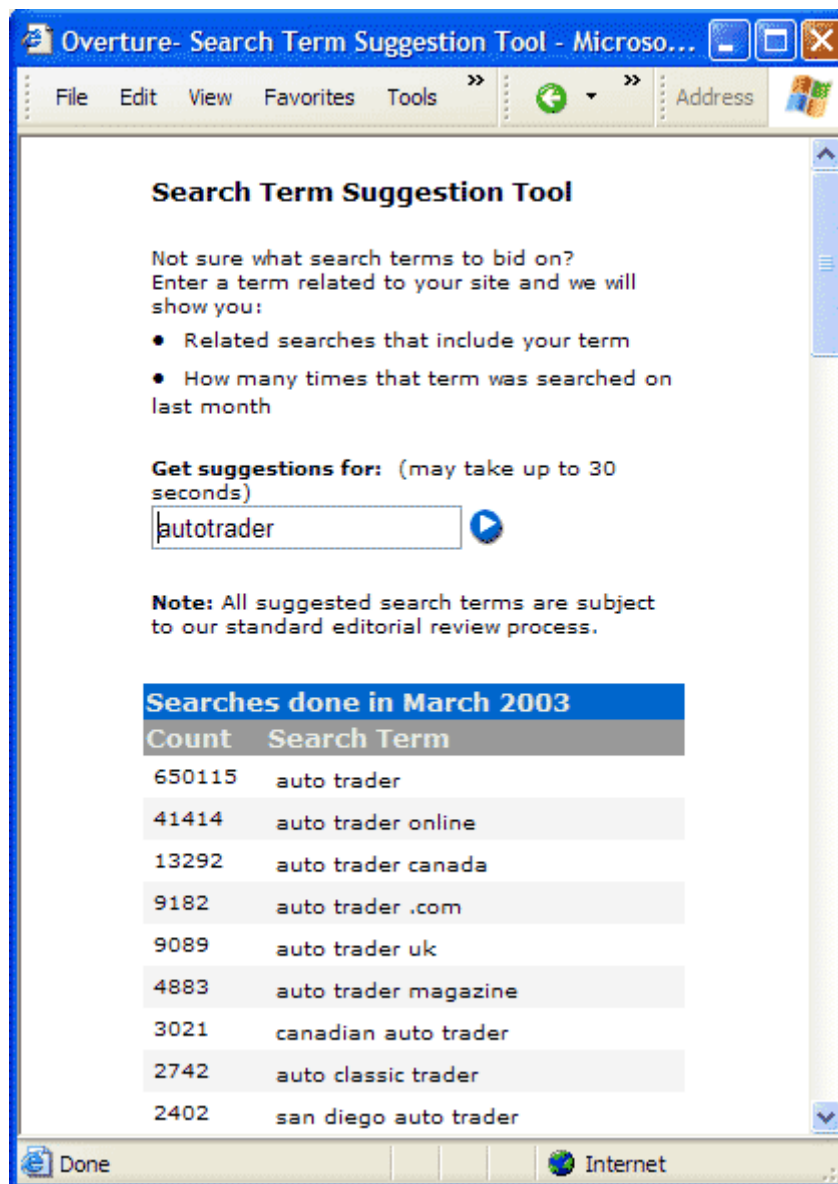 Overture- Search Term Suggestion Tool - Microso...
File Edit View Favorites Tools » » Address
Search Term Suggestion Tool
Not sure what search terms to bid on?
Enter a term related to your site and we will
show you:
• Related searches that include your term
• How many times that term was searched on
last month
Get suggestions for: (may take up to 30
seconds)
autotrader
Note: All suggested search terms are subject
to our standard editorial review process.
Searches done in March 2003
Count Search Term
650115 auto trader
41414 auto trader online
13292 auto trader canada
9182 auto trader .com
9089 auto trader uk
4883 auto trader magazine
3021 canadian auto trader
2742 auto classic trader
2402 san diego auto trader
Done Internet